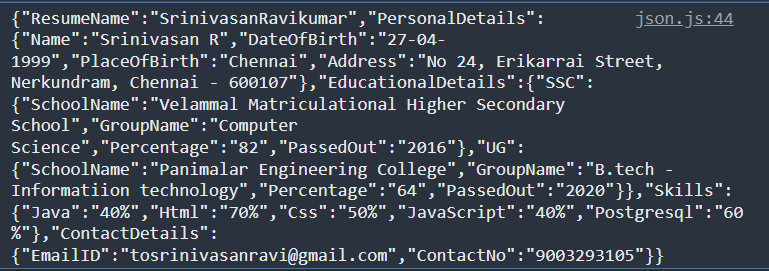 {"ResumeName":"SrinivasanRavikumar","PersonalDetails": json.js:44
{"Name":"Srinivasan R","DateOfBirth":"27-04-
1999","PlaceOfBirth":"Chennai","Address":"No 24, Erikarrai Street,
Nerkundram, Chennai - 600107"},"EducationalDetails":{"SSC":
{"SchoolName":"Velammal Matriculational Higher Secondary
School","GroupName":"Computer
Science","Percentage":"82","PassedOut":"2016"},"UG":
{"SchoolName":"Panimalar Engineering College","GroupName":"B.tech -
Informatiion technology","Percentage":"64","PassedOut":"2020"}},"Skills":
{"Java":"40%","Html":"70%","Css":"50%","JavaScript":"40%","Postgresql":"60
%"},"ContactDetails":
{"EmailID":"tosrinivasanravi@gmail.com","ContactNo":"9003293105"}}